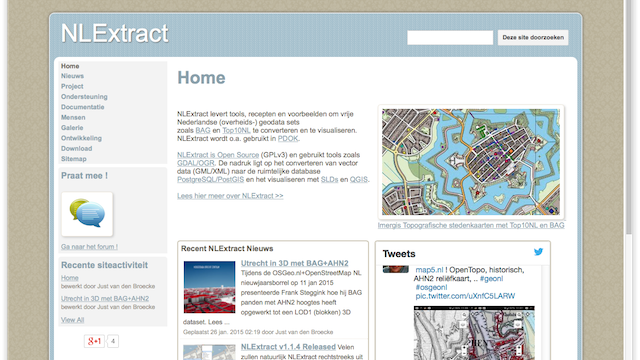 NLExtract
Deze site doorzoeken
Home
Nieuws
Project
Ondersteuning
Documentatie
Mensen
Galerie
Ontwikkeling
Download
Sitemap
Praat mee !
Ga naar het forum !
Recente siteactiviteit
Home
bewerkt door Just van den Broecke
Utrecht in 3D met BAG+AHN2
bewerkt door Just van den Broecke
View All
g+1 4
Home
NLExtract levert tools, recepten en voorbeelden om vrije
Nederlandse (overheids-) geodata sets
zoals BAG en Top10NL te converteren en te visualiseren.
NLExtract wordt o.a. gebruikt in PDOK.
NLExtract is Open Source (GPLv3) en gebruikt tools zoals
GDAL/OGR. De nadruk ligt op het converteren van vector
data (GML/XML) naar de ruimtelijke database
PostgreSQL/PostGIS en het visualiseren met SLDs en QGIS.
Lees hier meer over NLExtract >>
Imergis Topografische stedenkaarten met Top10NL en BAG
Recent NLExtract Nieuws
Utrecht in 3D met BAG+AHN2
Tijdens de OSGeo.nl+OpenStreetMap NL
nieuwjaarsborrel op 11 jan 2015
presenteerde Frank Steggink hoe hij BAG
panden met AHN2 hoogtes heeft
opgewerkt tot een LOD1 (blokken) 3D
dataset. Lees ...
Geplaatst 26 jan. 2015 02:19 door Just van den Broecke
NLExtract v1.1.4 Released Velen
zullen natuurlijk NLExtract rechtstreeks uit
Tweets
map5.nl ! OpenTopo, historisch,
AHN2 reliëfkaart, .. #geonl
#osgeonl
pic.twitter.com/uXnfC5LARW